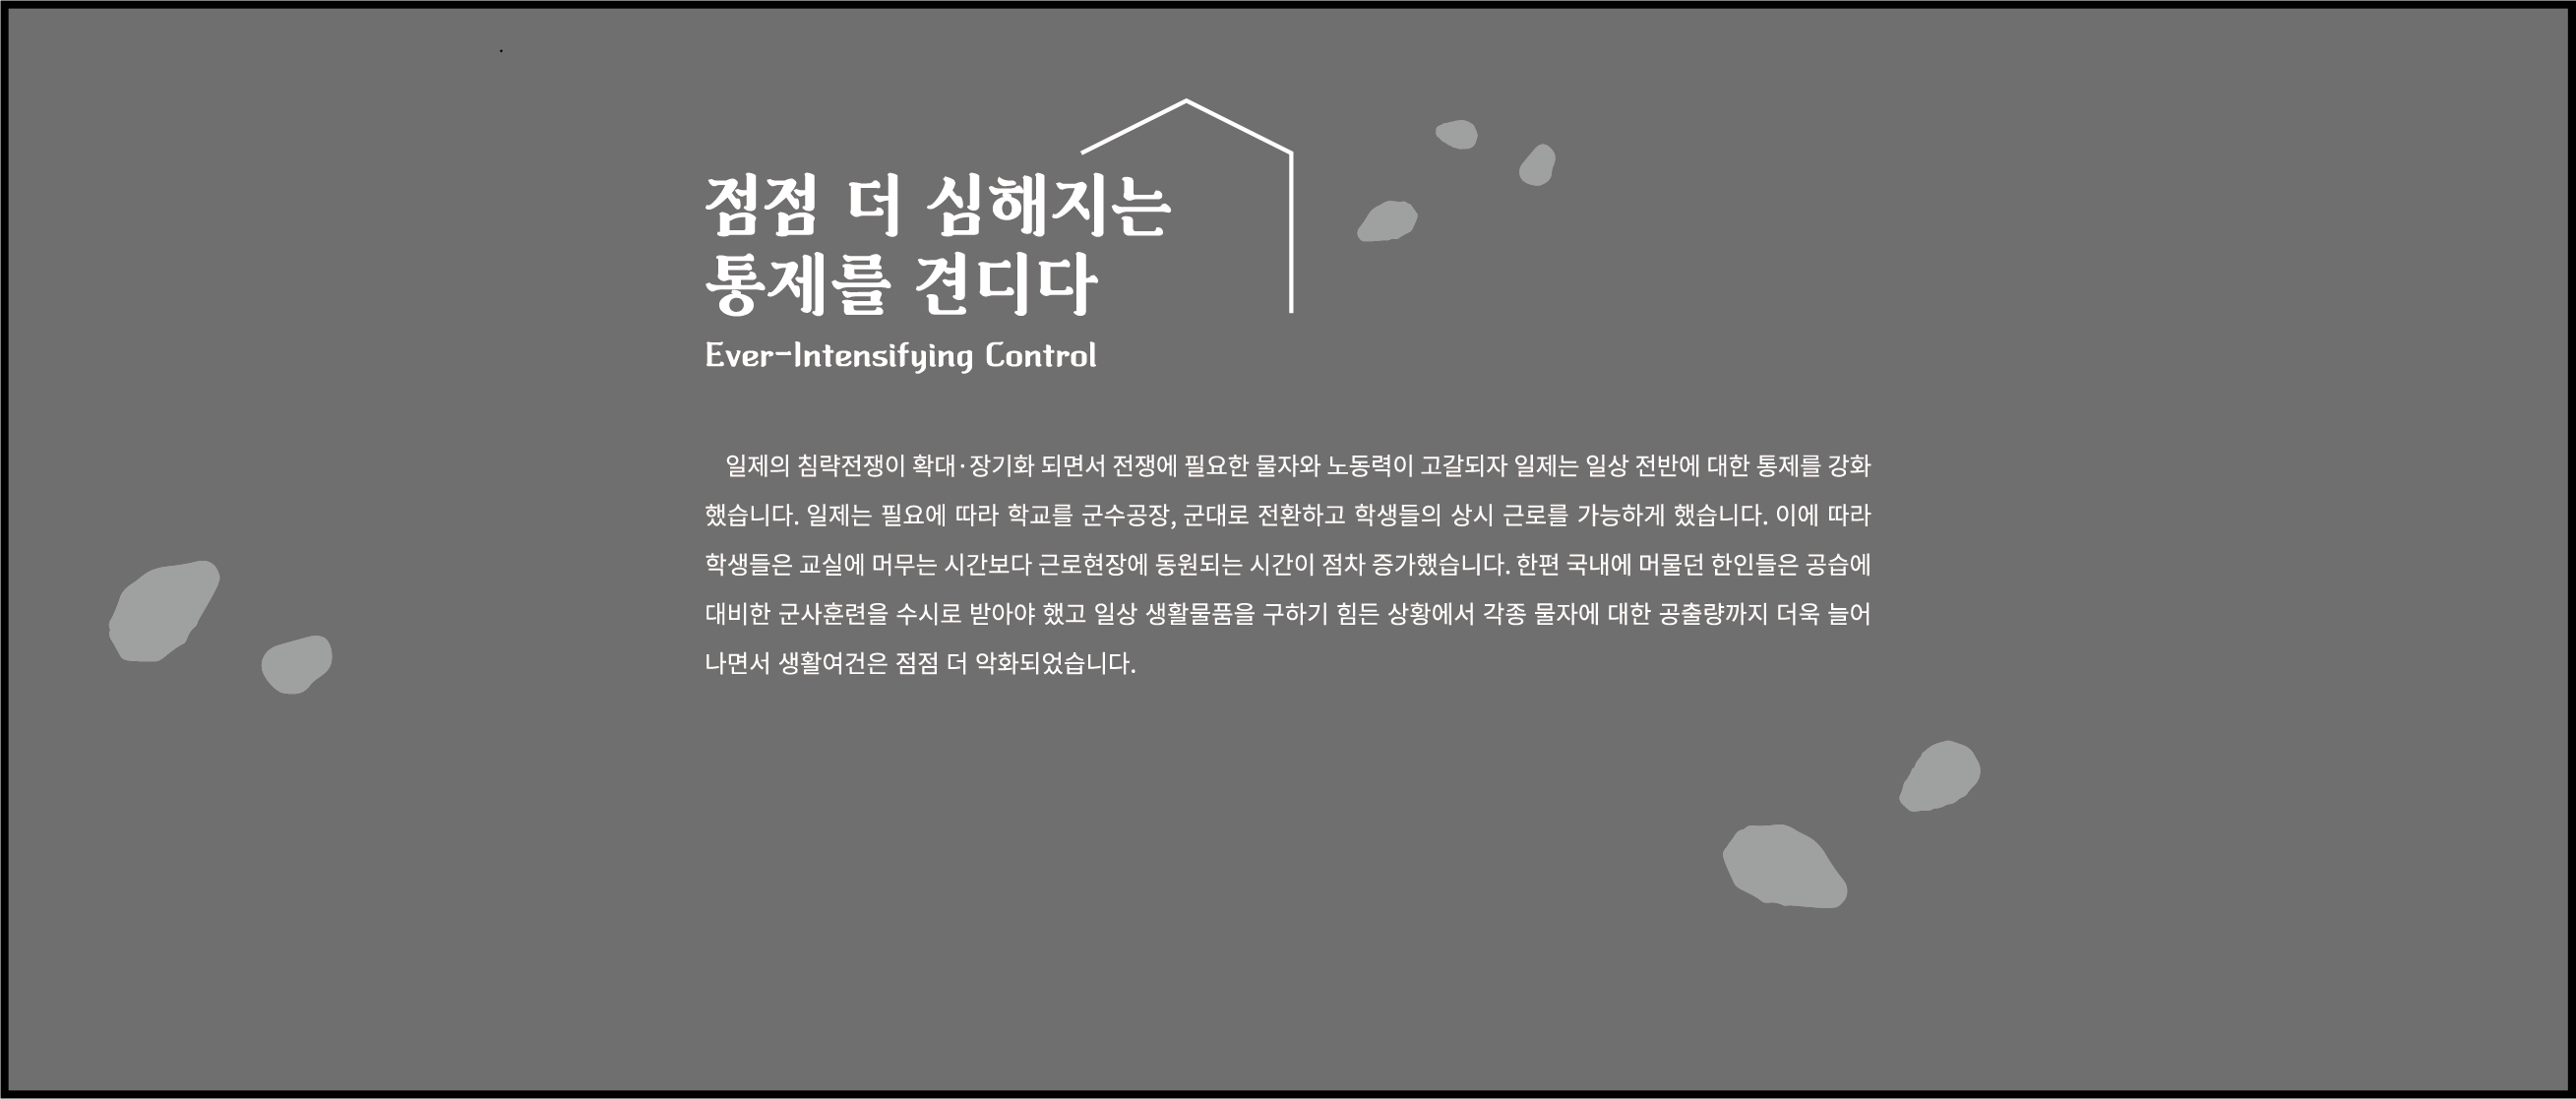 점점 더 심해지는
통제를 견디다
Ever-Intensifying Control
일제의 침략전쟁이 확대·장기화 되면서 전쟁에 필요한 물자와 노동력이 고갈되자 일제는 일상 전반에 대한 통제를 강화
했습니다. 일제는 필요에 따라 학교를 군수공장, 군대로 전환하고 학생들의 상시 근로를 가능하게 했습니다. 이에 따라
학생들은 교실에 머무는 시간보다 근로현장에 동원되는 시간이 점차 증가했습니다. 한편 국내에 머물던 한인들은 공습에
대비한 군사훈련을 수시로 받아야 했고 일상 생활물품을 구하기 힘든 상황에서 각종 물자에 대한 공출량까지 더욱 늘어
나면서 생활여건은 점점 더 악화되었습니다.